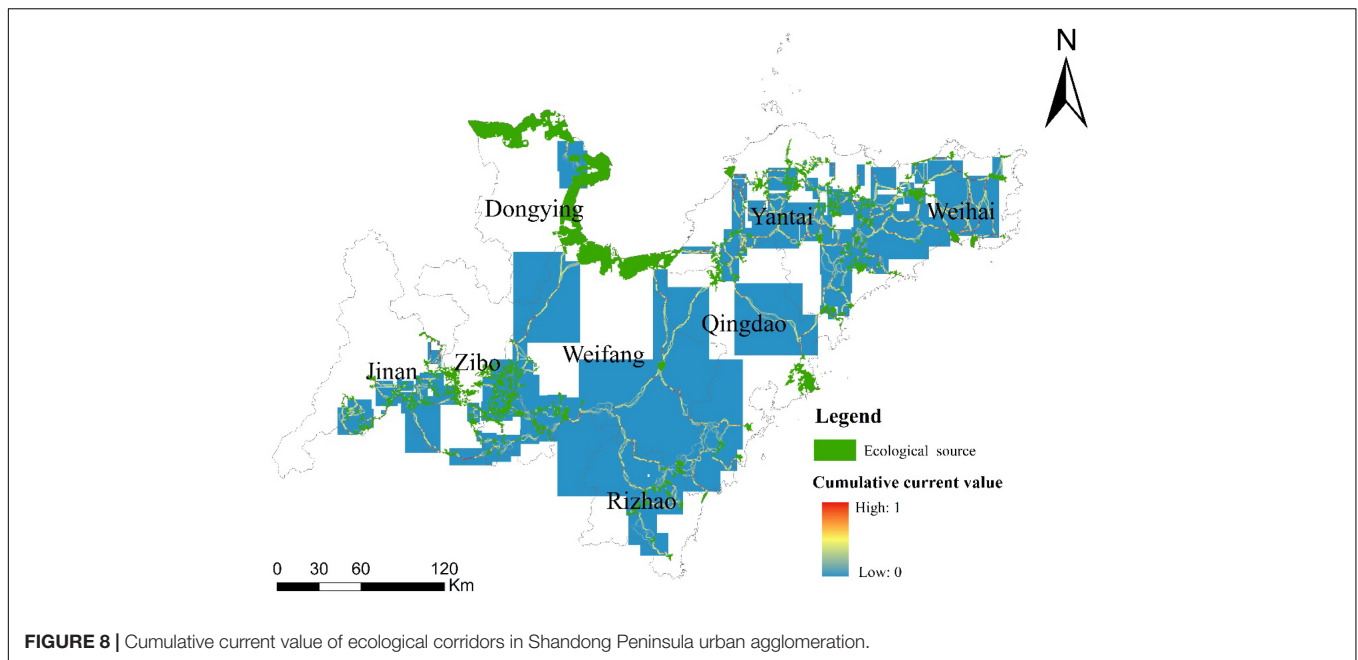 N
Dongying
Yantai
Weihai
Qingdao
Weifang
Zibo
Jinan
Rizhao
Legend
Ecological source
Cumulative current value
High: 1
Low: 0
0 30 60 120
Km
FIGURE 8 | Cumulative current value of ecological corridors in Shandong Peninsula urban agglomeration.